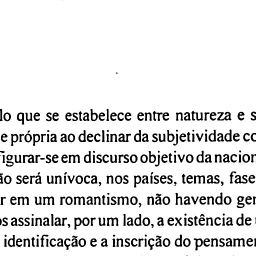 lo que se estabelece entre natureza e s
e própria ao declinar da subjetividade co
figurar-se em discurso objetivo da nacion
ão será unívoca, nos países, temas, fase
r em um romantismo, não havendo ger
os assinalar, por um lado, a existência de
identificação e a inscrição do pensame